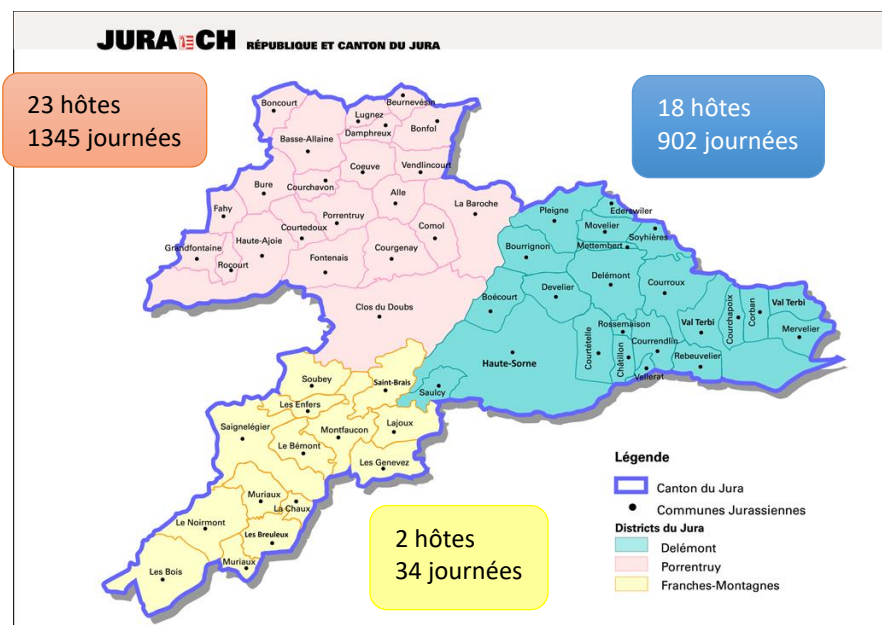 JURA CH RÉPUBLIQUE ET CANTON DU JURA
23 hôtes
1345 journées
18 hôtes
902 journées
Boncourt
Beurnevésin
Lugnez
Damphreux
Bonfol
Basse-Allaine
Coeuve
Vendlincourt
Courchavon
Bure
Alle
La Baroche
Fahy
Porrentruy
Courtedoux
Cornol
Grandfontaine
Haute-Ajoie
Rocourt
Fontenais
Courgenay
Clos du Doubs
Ederswiler
Pleigne
Movelier
Soyhières
Mettembert
Bourrignon
Delémont
Develier
Courroux
Boécourt
Rossemaison
Val Terbi
Courchapoix
Corban
Val Terbi
Mervelier
Courtételle
Châtillon
Courrendlin
Rebeuvelier
Vellerat
Haute-Sorne
Saulcy
Soubey
Saint-Brais
Les Enfers
Saignelégier
Montfaucon
Lajoux
Le Bémont
Les Genevez
Muriaux
La Chaux
Le Noirmont
Les Breuleux
Muriaux
Les Bois
2 hôtes
34 journées
Légende
Canton du Jura
Communes Jurassiennes
Districts du Jura
Delémont
Porrentruy
Franches-Montagnes